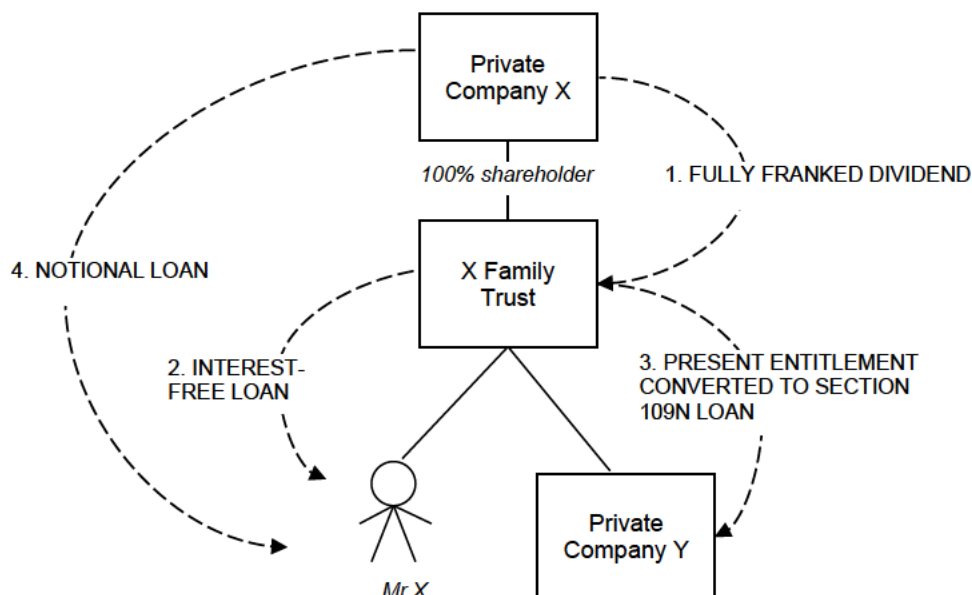 Private
Company X
100% shareholder
1. FULLY FRANKED DIVIDEND
4. NOTIONAL LOAN
X Family
Trust
2. INTEREST-
FREE LOAN
3. PRESENT ENTITLEMENT
CONVERTED TO SECTION
109N LOAN
Private
Company Y
Mr X